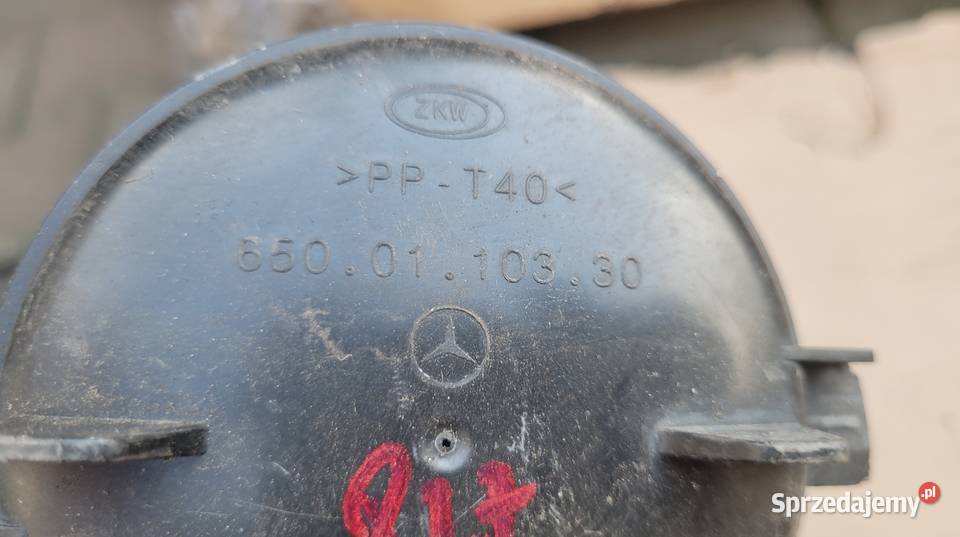 ZKW
>PP-T40<
650.01.103.30
Sprzedajemy.pl